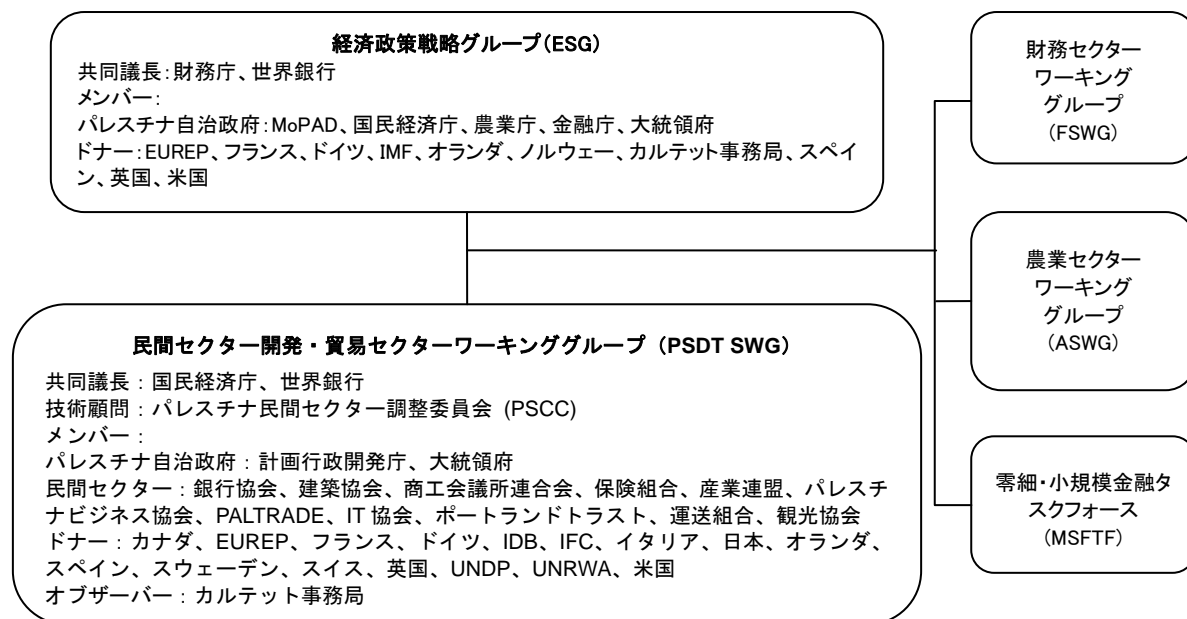 経済政策戦略グループ(ESG)
共同議長:財務庁、世界銀行
メンバー:
パレスチナ自治政府:MoPAD、国民経済庁、農業庁、金融庁、大統領府
ドナー:EUREP、フランス、ドイツ、IMF、オランダ、ノルウェー、カルテット事務局、スペイ
ン、英国、米国
財務セクター
ワーキング
グループ
(FSWG)
農業セクター
ワーキング
グループ
(ASWG)
民間セクター開発・貿易セクターワーキンググループ (PSDT SWG)
共同議長:国民経済庁、世界銀行
技術顧問:パレスチナ民間セクター調整委員会 (PSCC)
メンバー:
パレスチナ自治政府:計画行政開発庁、大統領府
民間セクター:銀行協会、建築協会、商工会議所連合会、保険組合、産業連盟、パレスチ
ナビジネス協会、PALTRADE、IT 協会、ポートランドトラスト、運送組合、観光協会
ドナー:カナダ、EUREP、フランス、ドイツ、IDB、IFC、イタリア、日本、オランダ、
スペイン、スウェーデン、スイス、英国、UNDP、UNRWA、米国
オブザーバー:カルテット事務局
零細・小規模金融タ
スクフォース
(MSFTF)